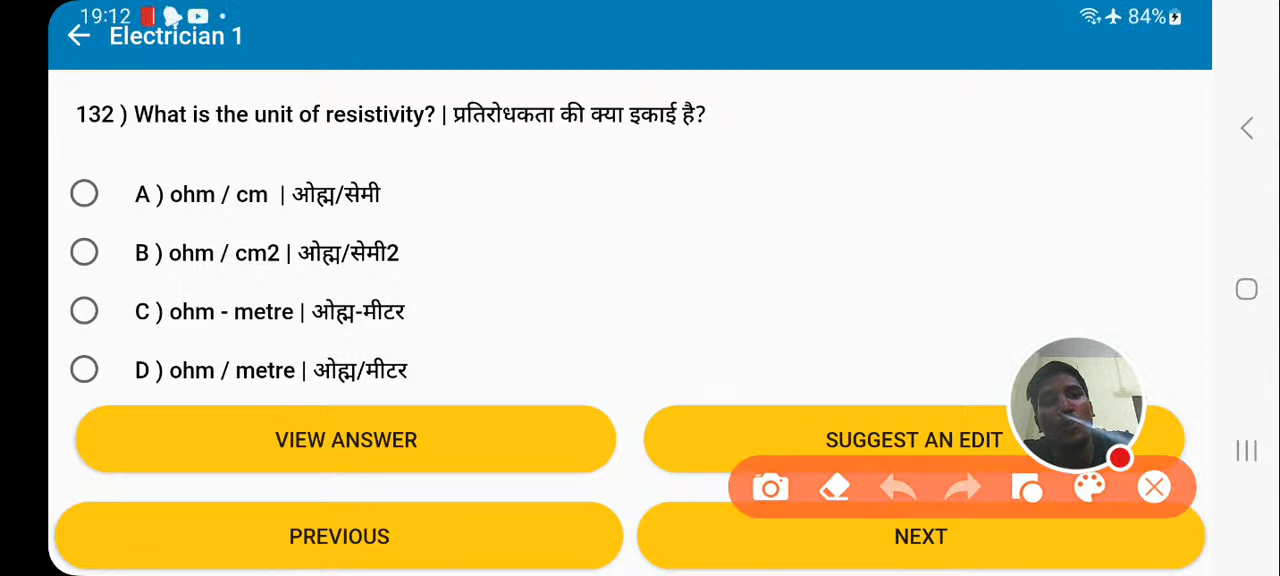 19:12
84%
Electrician 1
132 ) What is the unit of resistivity? | प्रतिरोधकता की क्या इकाई है?
A ) ohm / cm | ओह्म/सेमी
B ) ohm / cm2 | ओह्म/सेमी2
C ) ohm - metre | ओह्म-मीटर
D ) ohm / metre | ओह्म/मीटर
VIEW ANSWER
SUGGEST AN EDIT
PREVIOUS
NEXT